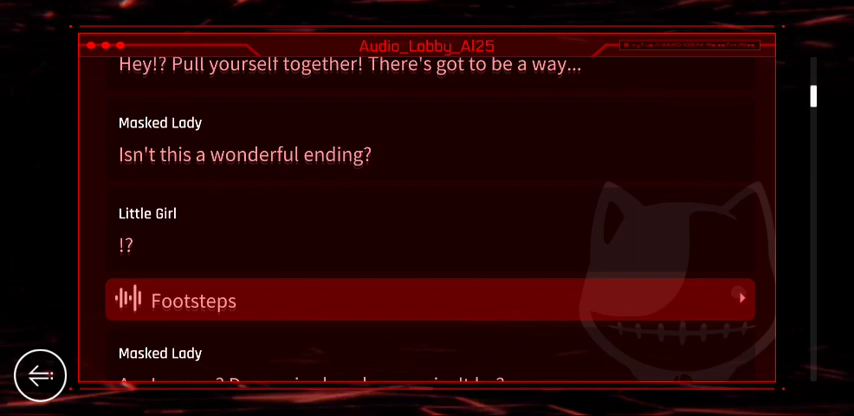 Audio_Lobby_AI25
Hey!? Pull yourself together! There's got to be a way...
Masked Lady
Isn't this a wonderful ending?
Little Girl
!?
Footsteps
Masked Lady